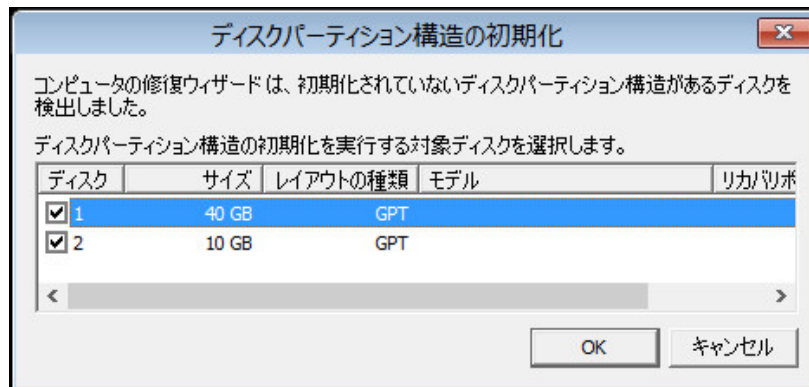 ディスクパーティション構造の初期化
コンピュータの修復ウィザードは、初期化されていないディスクパーティション構造があるディスクを
検出しました。
ディスクパーティション構造の初期化を実行する対象ディスクを選択します。
ディスク サイズ レイアウトの種類 モデル リカバリポ
1 40 GB GPT
2 10 GB GPT
OK キャンセル